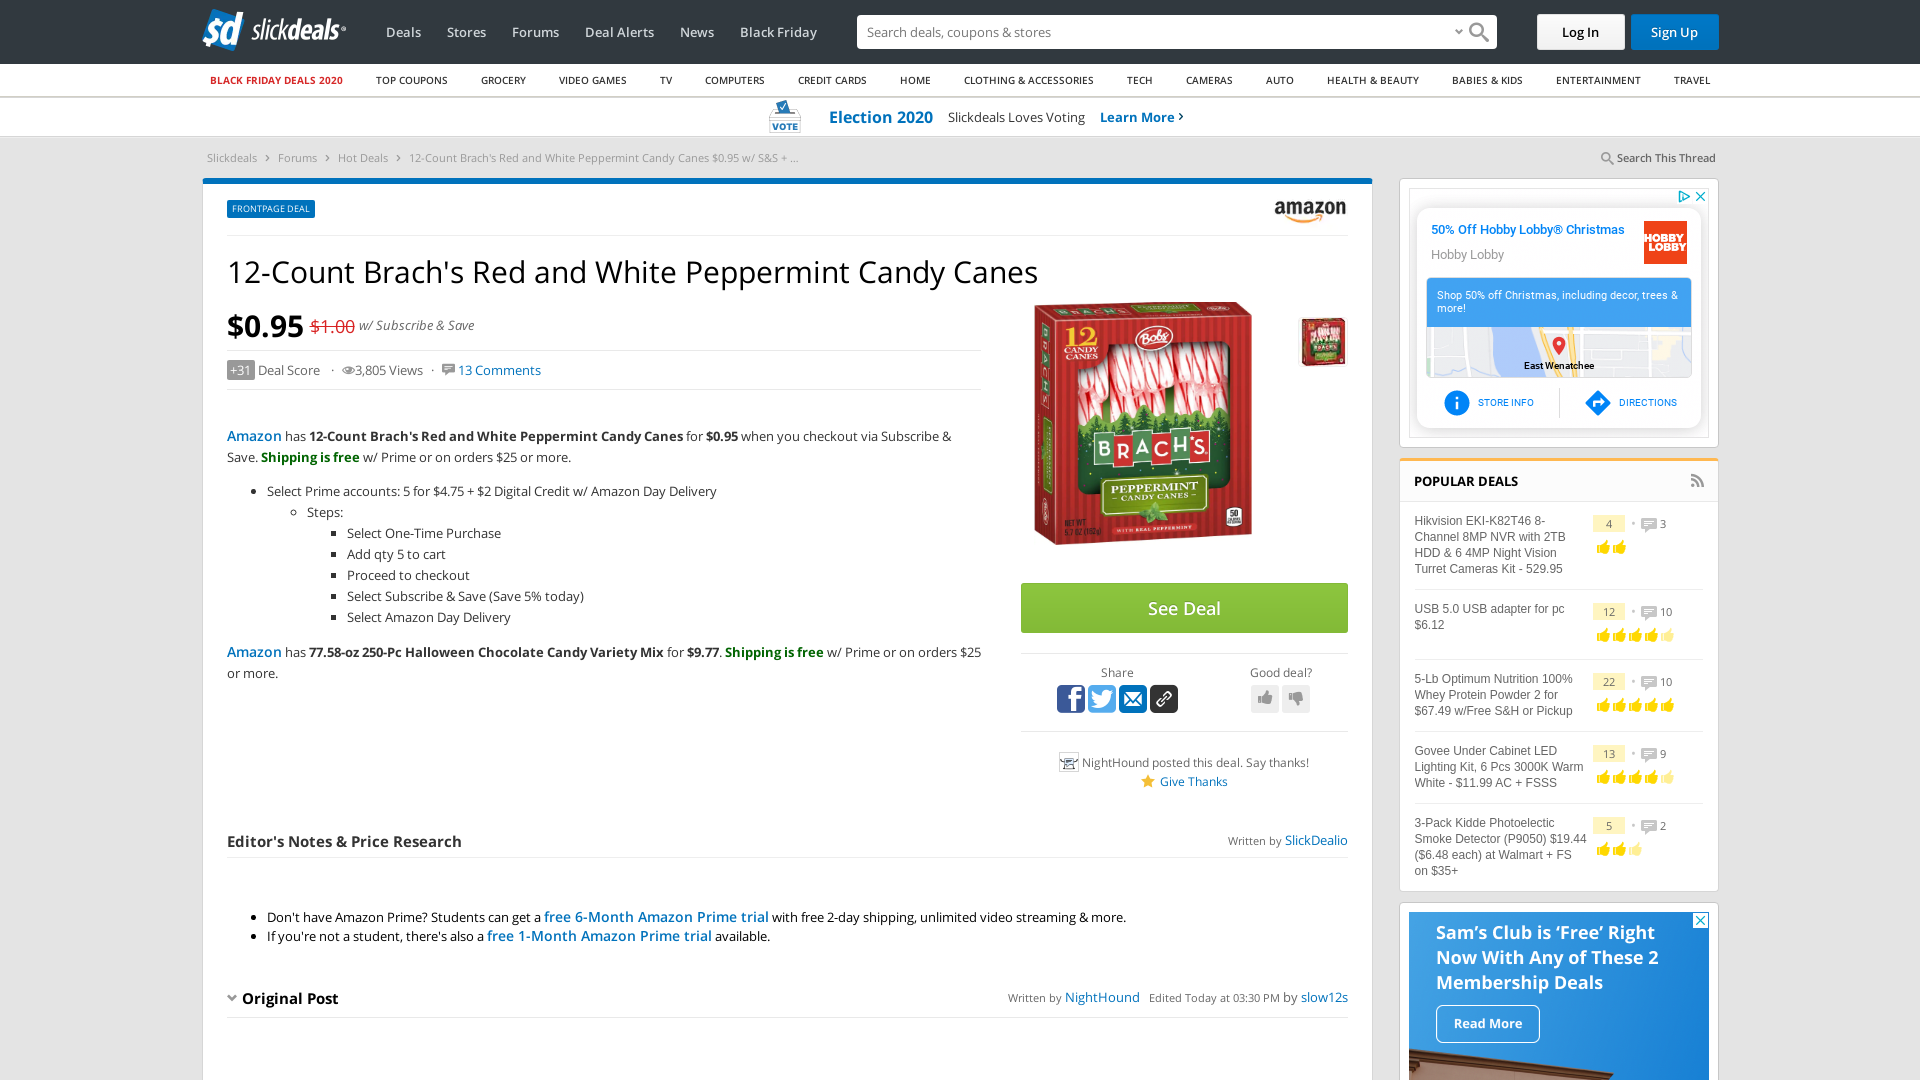 slickdeals
Deals
Stores
Forums
Deal Alerts
News
Black Friday
Search deals, coupons & stores
Log In
Sign Up
BLACK FRIDAY DEALS 2020
TOP COUPONS
GROCERY
VIDEO GAMES
TV
COMPUTERS
CREDIT CARDS
HOME
CLOTHING & ACCESSORIES
TECH
CAMERAS
AUTO
HEALTH & BEAUTY
BABIES & KIDS
ENTERTAINMENT
TRAVEL
VOTE
Election 2020 Slickdeals Loves Voting Learn More
Slickdeals > Forums > Hot Deals > 12-Count Brach's Red and White Peppermint Candy Canes $0.95 w/ S&S + ...
Search This Thread
FRONTPAGE DEAL
amazon
12-Count Brach's Red and White Peppermint Candy Canes
$0.95 $1.00 w/ Subscribe & Save
+31 Deal Score · 3,805 Views · 13 Comments
Amazon has 12-Count Brach's Red and White Peppermint Candy Canes for $0.95 when you checkout via Subscribe &
Save. Shipping is free w/ Prime or on orders $25 or more.
Select Prime accounts: 5 for $4.75 + $2 Digital Credit w/ Amazon Day Delivery
Steps:
Select One-Time Purchase
Add qty 5 to cart
Proceed to checkout
Select Subscribe & Save (Save 5% today)
Select Amazon Day Delivery
Amazon has 77.58-oz 250-Pc Halloween Chocolate Candy Variety Mix for $9.77. Shipping is free w/ Prime or on orders $25
or more.
BRACH'S
12
CANDY
CANES
Bobs
BRACH'S
PEPPERMINT
CANDY CANES
WITH REAL PEPPERMINT
50
See Deal
Share
Good deal?
NightHound posted this deal. Say thanks!
Give Thanks
Editor's Notes & Price Research
Written by SlickDealio
Don't have Amazon Prime? Students can get a free 6-Month Amazon Prime trial with free 2-day shipping, unlimited video streaming & more.
If you're not a student, there's also a free 1-Month Amazon Prime trial available.
Original Post
Written by NightHound Edited Today at 03:30 PM by slow12s
50% Off Hobby Lobby® Christmas
Hobby Lobby
HOBBY
LOBBY
Shop 50% off Christmas, including decor, trees &
more!
East Wenatchee
STORE INFO
DIRECTIONS
POPULAR DEALS
Hikvision EKI-K82T46 8-
Channel 8MP NVR with 2TB
HDD & 6 4MP Night Vision
Turret Cameras Kit - 529.95
4 • 3
USB 5.0 USB adapter for pc
$6.12
12 • 10
5-Lb Optimum Nutrition 100%
Whey Protein Powder 2 for
$67.49 w/Free S&H or Pickup
22 • 10
Govee Under Cabinet LED
Lighting Kit, 6 Pcs 3000K Warm
White - $11.99 AC + FSSS
13 • 9
3-Pack Kidde Photoelectic
Smoke Detector (P9050) $19.44
($6.48 each) at Walmart + FS
on $35+
5 • 2
Sam's Club is 'Free' Right
Now With Any of These 2
Membership Deals
Read More